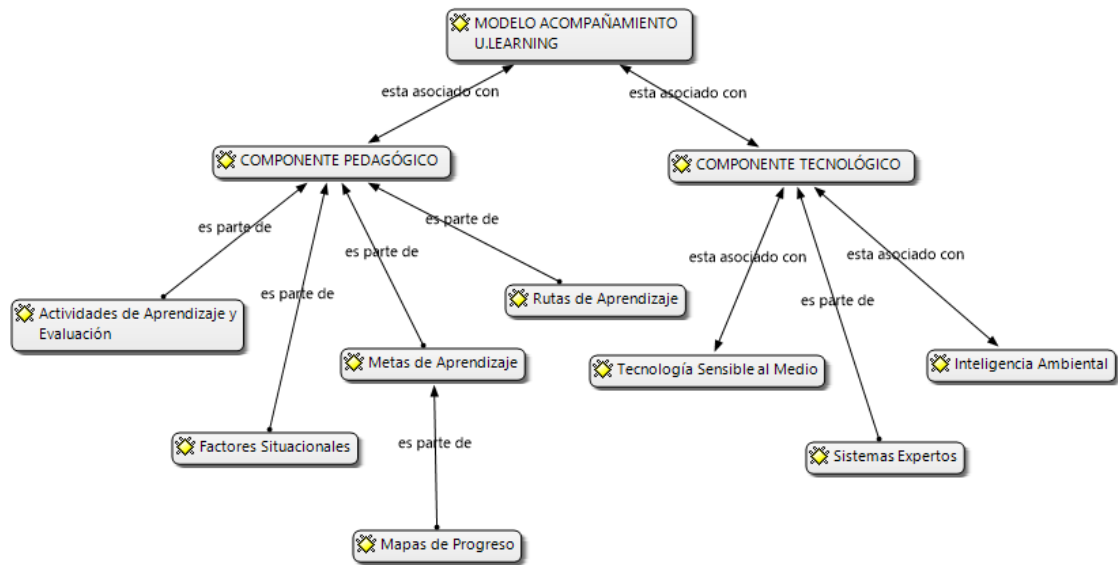 MODELO ACOMPAÑAMIENTO
U.LEARNING
esta asociado con
esta asociado con
COMPONENTE PEDAGÓGICO
COMPONENTE TECNOLÓGICO
es parte de
es parte de
es parte de
es parte de
esta asociado con
esta asociado con
es parte de
Rutas de Aprendizaje
Actividades de Aprendizaje y
Evaluación
Metas de Aprendizaje
Tecnología Sensible al Medio
Inteligencia Ambiental
Factores Situacionales
es parte de
Sistemas Expertos
Mapas de Progreso